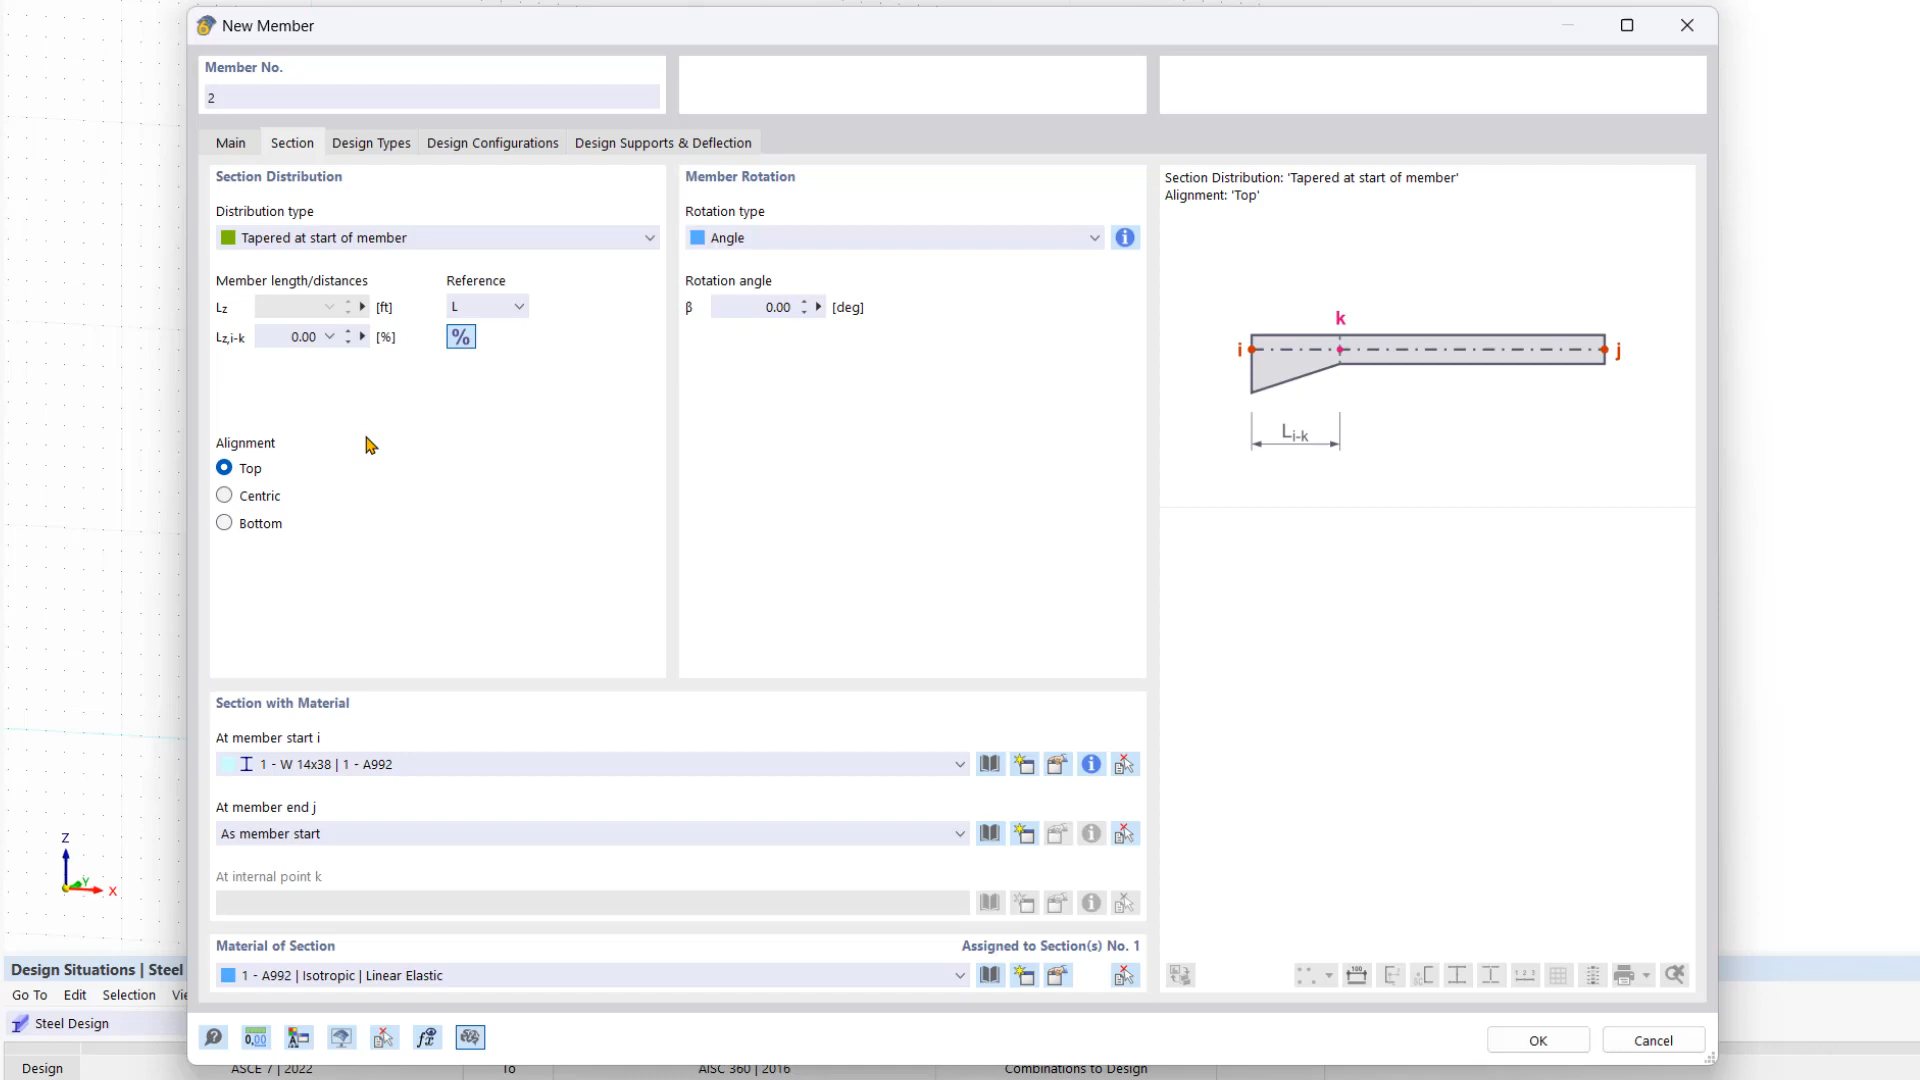 New Member
Member No.
2
Main Section Design Types Design Configurations Design Supports & Deflection
Section Distribution
Distribution type
Tapered at start of member
Member length/distances
Reference
Lz [ft]
L
Lz,i-k 0.00 [%]
%
Alignment
Top
Centric
Bottom
Member Rotation
Rotation type
Angle
Rotation angle
β 0.00 [deg]
Section Distribution: 'Tapered at start of member'
Alignment: 'Top'
k
i
j
Li-k
Section with Material
At member start i
1 - W 14x38 | 1 - A992
At member end j
As member start
At internal point k
Material of Section
Assigned to Section(s) No. 1
1 - A992 | Isotropic | Linear Elastic
OK
Cancel
Z
Y
X
Design Situations | Steel
Go To Edit Selection
Steel Design
Design
ASCE 7 | 2022
To
AISC 360 | 2016
Combinations to Design